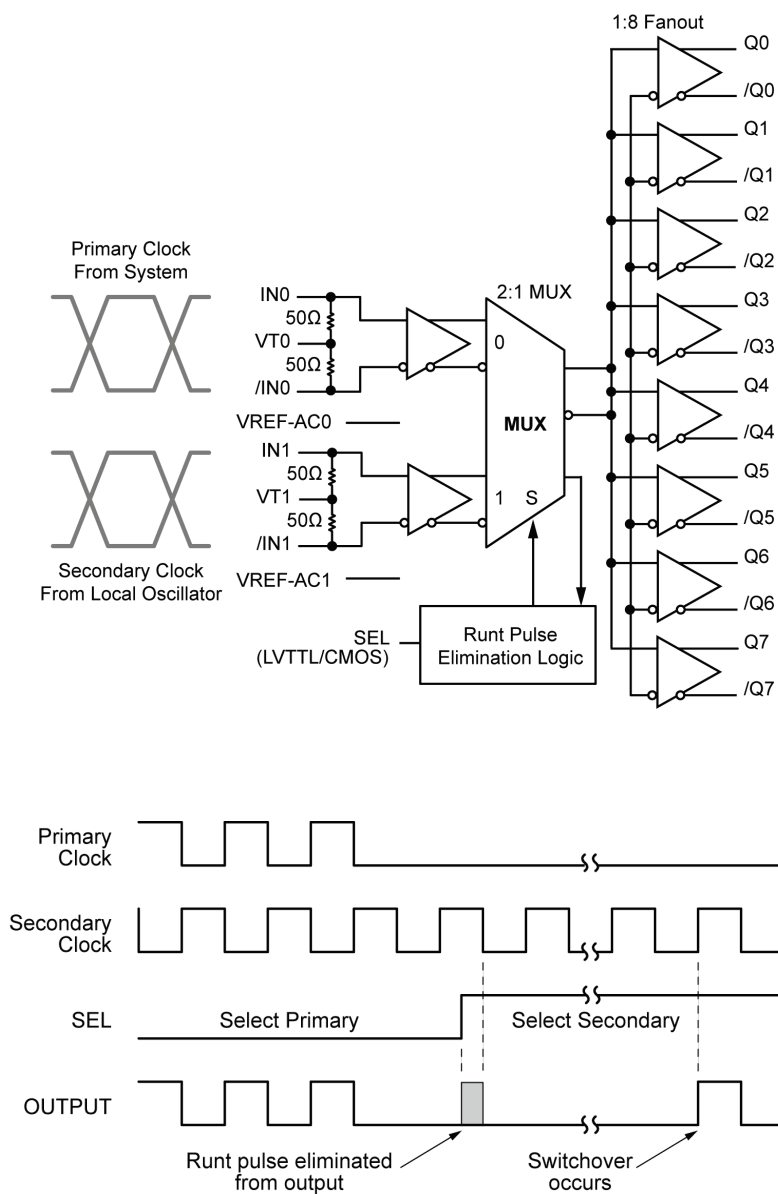 1:8 Fanout
Q0
/Q0
Q1
/Q1
Q2
/Q2
Q3
/Q3
Q4
/Q4
Q5
/Q5
Q6
/Q6
Q7
/Q7
Primary Clock
From System
IN0
50Ω
VT0
50Ω
/IN0
VREF-AC0
2:1 MUX
0
MUX
1 S
IN1
50Ω
VT1
50Ω
/IN1
VREF-AC1
Secondary Clock
From Local Oscillator
SEL
(LVTTL/CMOS)
Runt Pulse
Elimination Logic
Primary
Clock
Secondary
Clock
SEL
Select Primary
Select Secondary
OUTPUT
Runt pulse eliminated
from output
Switchover
occurs